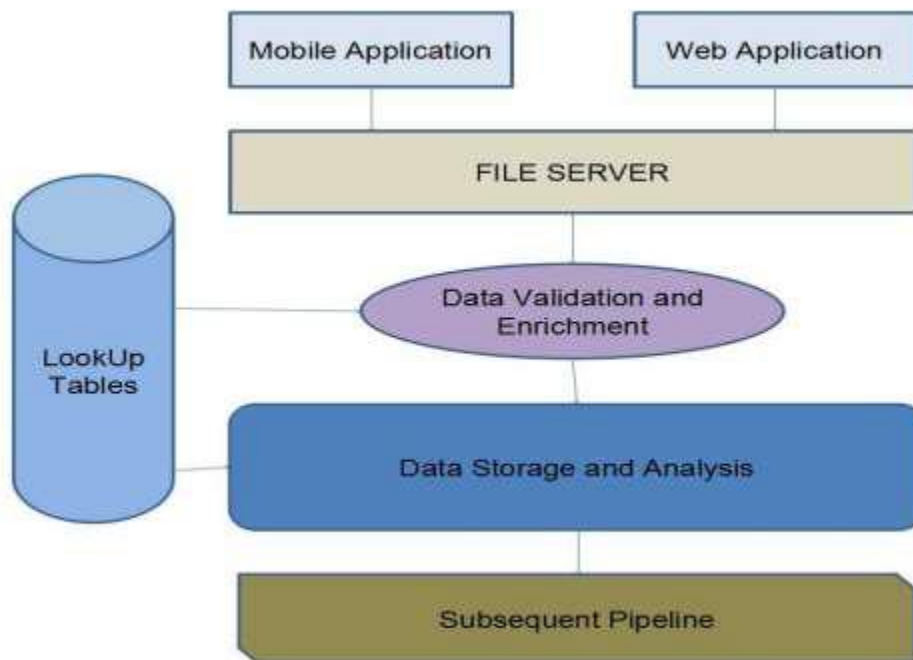 Mobile Application
Web Application
FILE SERVER
Data Validation and
Enrichment
LookUp
Tables
Data Storage and Analysis
Subsequent Pipeline